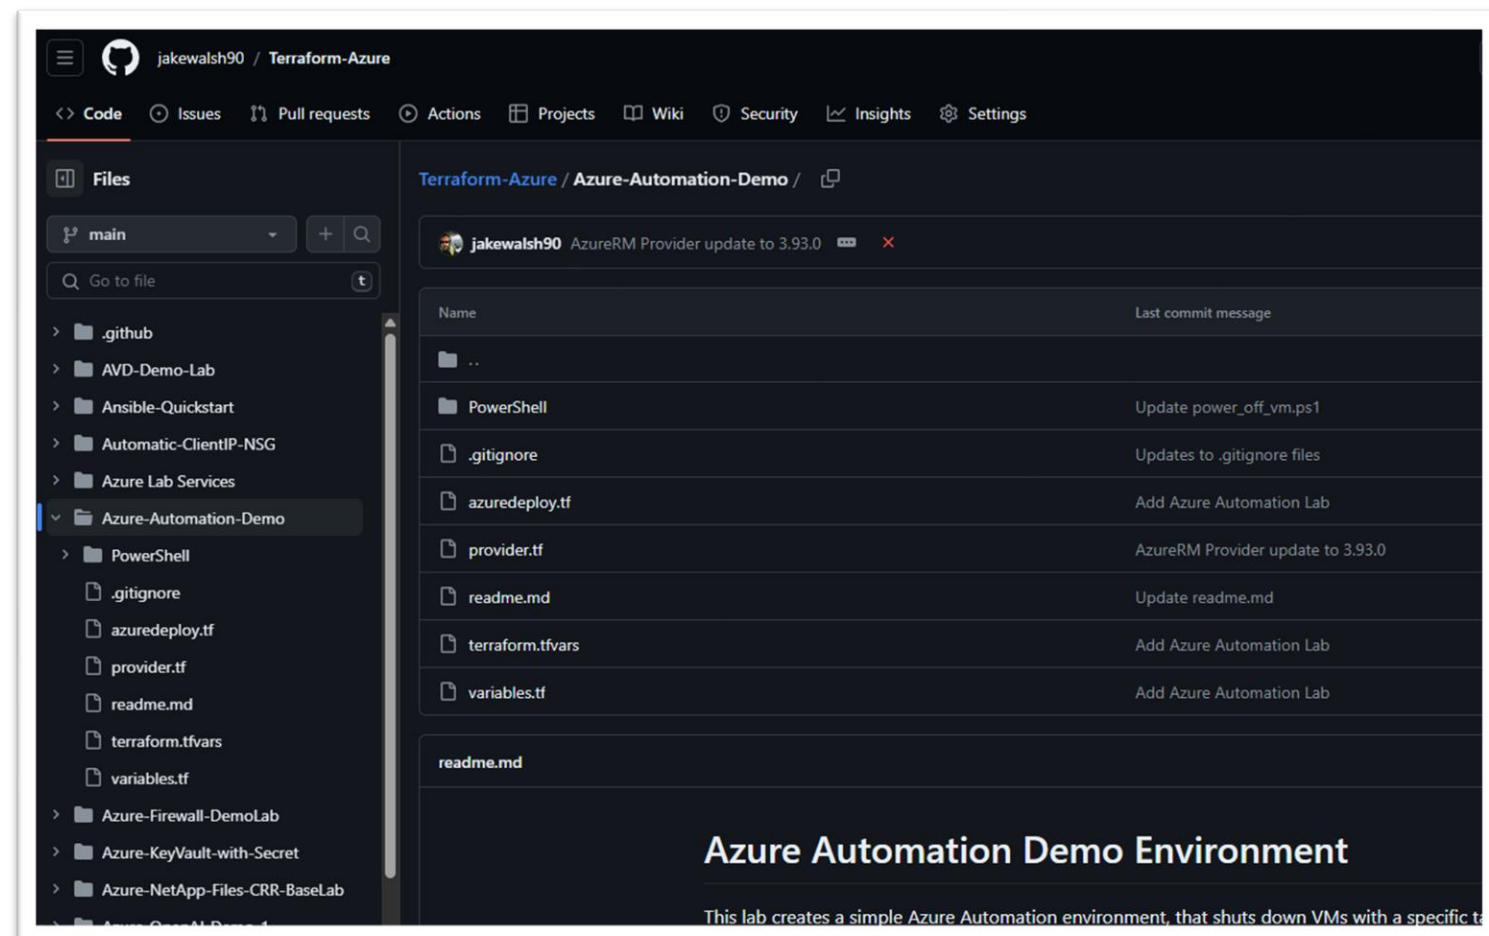 jakewalsh90 / Terraform-Azure
Code Issues Pull requests Actions Projects Wiki Security Insights Settings
Files
main
Go to file t
.github
AVD-Demo-Lab
Ansible-Quickstart
Automatic-ClientIP-NSG
Azure Lab Services
Azure-Automation-Demo
PowerShell
.gitignore
azuredeploy.tf
provider.tf
readme.md
terraform.tfvars
variables.tf
Azure-Firewall-DemoLab
Azure-KeyVault-with-Secret
Azure-NetApp-Files-CRR-BaseLab
Azure-OpenAI-Demo-1
Terraform-Azure / Azure-Automation-Demo /
jakewalsh90 AzureRM Provider update to 3.93.0
Name Last commit message
..
PowerShell Update power_off_vm.ps1
.gitignore Updates to .gitignore files
azuredeploy.tf Add Azure Automation Lab
provider.tf AzureRM Provider update to 3.93.0
readme.md Update readme.md
terraform.tfvars Add Azure Automation Lab
variables.tf Add Azure Automation Lab
readme.md
Azure Automation Demo Environment
This lab creates a simple Azure Automation environment, that shuts down VMs with a specific